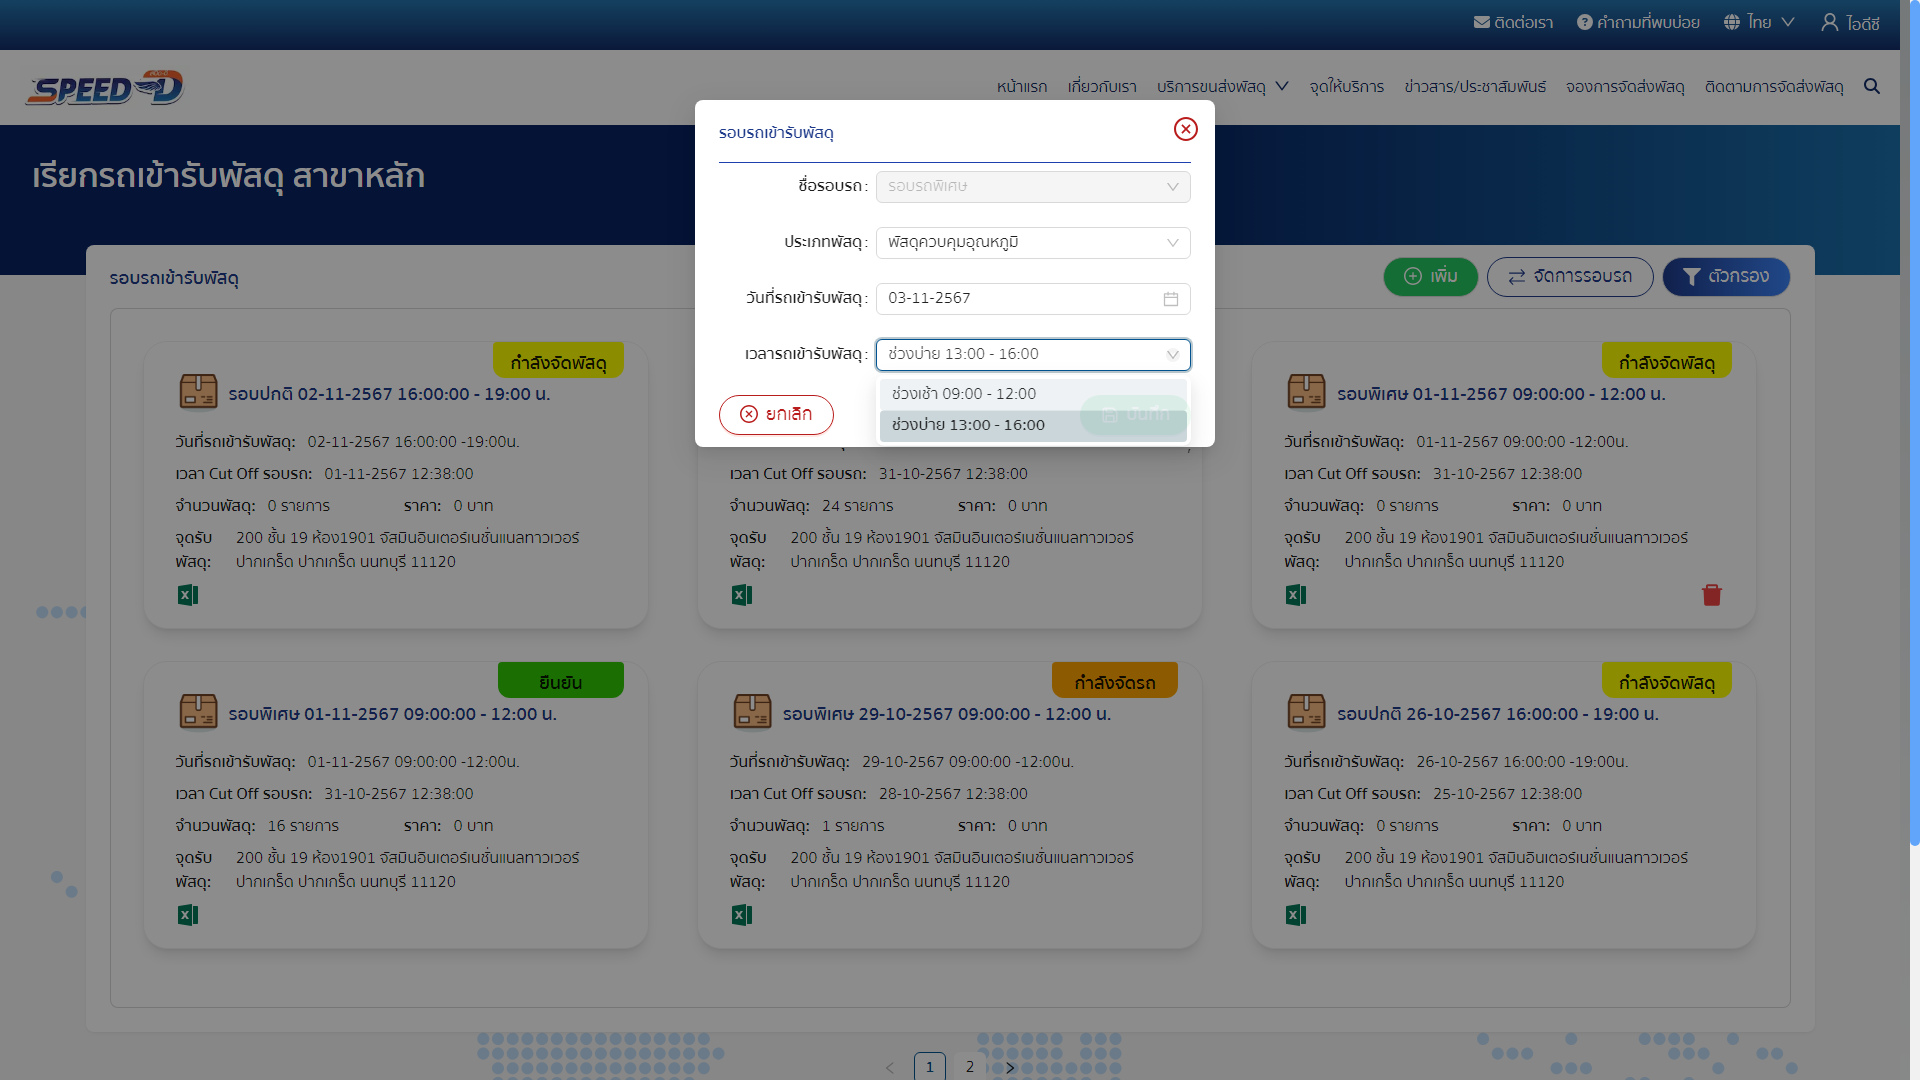 ติดต่อเรา คำถามที่พบบ่อย ไทย ไอดีซี
SPEED-D
หน้าแรก เกี่ยวกับเรา บริการขนส่งพัสดุ จุดให้บริการ ข่าวสาร/ประชาสัมพันธ์ จองการจัดส่งพัสดุ ติดตามการจัดส่งพัสดุ
เรียกรถเข้ารับพัสดุ สาขาหลัก
รอบรถเข้ารับพัสดุ
ชื่อรอบรถ : รอบรถพิเศษ
ประเภทพัสดุ : พัสดุควบคุมอุณหภูมิ
วันที่รถเข้ารับพัสดุ : 03-11-2567
เวลารถเข้ารับพัสดุ : ช่วงบ่าย 13:00 - 16:00
ช่วงเช้า 09:00 - 12:00
ช่วงบ่าย 13:00 - 16:00
ยกเลิก บันทึก
รอบรถเข้ารับพัสดุ เพิ่ม จัดการรอบรถ ตัวกรอง
กำลังจัดพัสดุ
รอบปกติ 02-11-2567 16:00:00 - 19:00 น.
วันที่รถเข้ารับพัสดุ: 02-11-2567 16:00:00 -19:00น.
เวลา Cut Off รอบรถ: 01-11-2567 12:38:00
จำนวนพัสดุ: 0 รายการ ราคา: 0 บาท
จุดรับ 200 ชั้น 19 ห้อง1901 จัสมินอินเตอร์เนชั่นแนลทาวเวอร์
พัสดุ: ปากเกร็ด ปากเกร็ด นนทบุรี 11120
เวลา Cut Off รอบรถ: 31-10-2567 12:38:00
จำนวนพัสดุ: 24 รายการ ราคา: 0 บาท
จุดรับ 200 ชั้น 19 ห้อง1901 จัสมินอินเตอร์เนชั่นแนลทาวเวอร์
พัสดุ: ปากเกร็ด ปากเกร็ด นนทบุรี 11120
กำลังจัดพัสดุ
รอบพิเศษ 01-11-2567 09:00:00 - 12:00 น.
วันที่รถเข้ารับพัสดุ: 01-11-2567 09:00:00 -12:00น.
เวลา Cut Off รอบรถ: 31-10-2567 12:38:00
จำนวนพัสดุ: 0 รายการ ราคา: 0 บาท
จุดรับ 200 ชั้น 19 ห้อง1901 จัสมินอินเตอร์เนชั่นแนลทาวเวอร์
พัสดุ: ปากเกร็ด ปากเกร็ด นนทบุรี 11120
ยืนยัน
รอบพิเศษ 01-11-2567 09:00:00 - 12:00 น.
วันที่รถเข้ารับพัสดุ: 01-11-2567 09:00:00 -12:00น.
เวลา Cut Off รอบรถ: 31-10-2567 12:38:00
จำนวนพัสดุ: 16 รายการ ราคา: 0 บาท
จุดรับ 200 ชั้น 19 ห้อง1901 จัสมินอินเตอร์เนชั่นแนลทาวเวอร์
พัสดุ: ปากเกร็ด ปากเกร็ด นนทบุรี 11120
กำลังจัดรถ
รอบพิเศษ 29-10-2567 09:00:00 - 12:00 น.
วันที่รถเข้ารับพัสดุ: 29-10-2567 09:00:00 -12:00น.
เวลา Cut Off รอบรถ: 28-10-2567 12:38:00
จำนวนพัสดุ: 1 รายการ ราคา: 0 บาท
จุดรับ 200 ชั้น 19 ห้อง1901 จัสมินอินเตอร์เนชั่นแนลทาวเวอร์
พัสดุ: ปากเกร็ด ปากเกร็ด นนทบุรี 11120
กำลังจัดพัสดุ
รอบปกติ 26-10-2567 16:00:00 - 19:00 น.
วันที่รถเข้ารับพัสดุ: 26-10-2567 16:00:00 -19:00น.
เวลา Cut Off รอบรถ: 25-10-2567 12:38:00
จำนวนพัสดุ: 0 รายการ ราคา: 0 บาท
จุดรับ 200 ชั้น 19 ห้อง1901 จัสมินอินเตอร์เนชั่นแนลทาวเวอร์
พัสดุ: ปากเกร็ด ปากเกร็ด นนทบุรี 11120
1 2